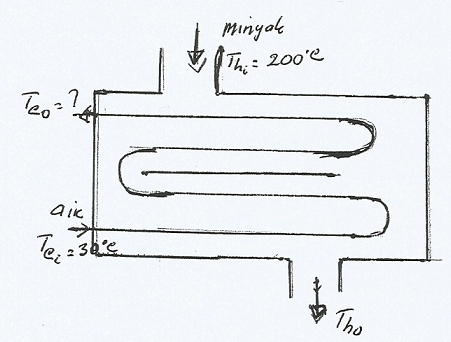 minyak
Thi = 200°C
Tco = ?
air
Tci = 30°C
Tho